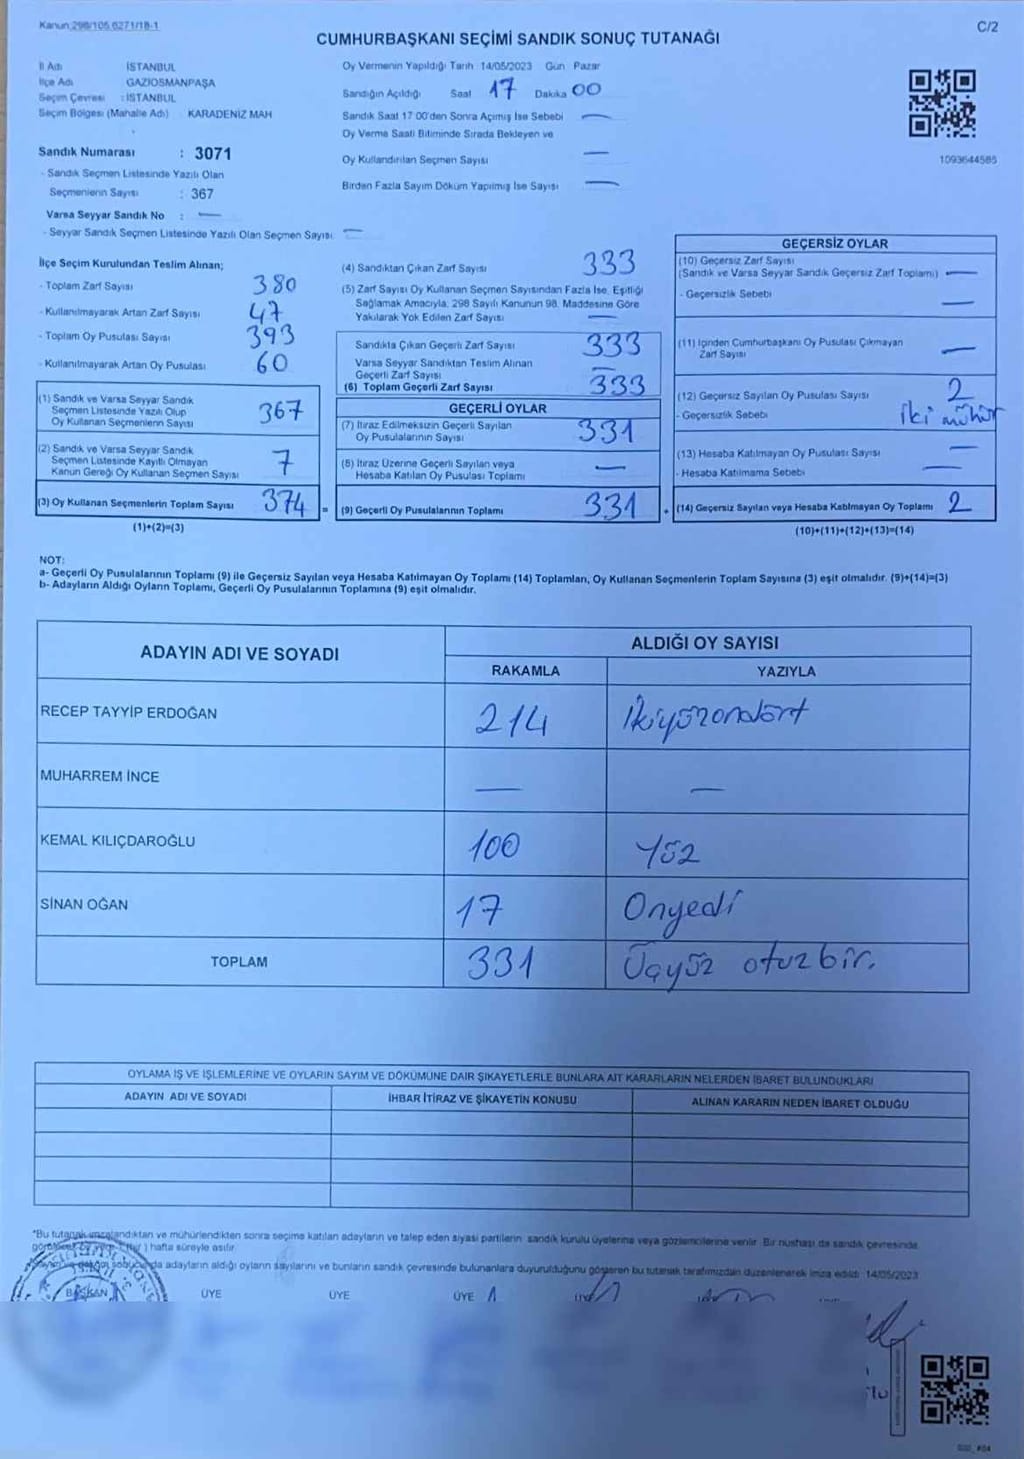 Kanun:298/105,6271/18-1
C/2
CUMHURBAŞKANI SEÇİMİ SANDIK SONUÇ TUTANAĞI
İl Adı İSTANBUL
İlçe Adı GAZİOSMANPAŞA
Seçim Çevresi : İSTANBUL
Seçim Bölgesi (Mahalle Adı) : KARADENİZ MAH
Sandık Numarası : 3071
- Sandık Seçmen Listesinde Yazılı Olan
Seçmenlerin Sayısı : 367
Varsa Seyyar Sandık No : —
- Seyyar Sandık Seçmen Listesinde Yazılı Olan Seçmen Sayısı: —
Oy Vermenin Yapıldığı Tarih 14/05/2023 Gün Pazar
Sandığın Açıldığı Saat 17 Dakika 00
Sandık Saat 17.00'den Sonra Açılmış İse Sebebi —
Oy Verme Saati Bitiminde Sırada Bekleyen ve
Oy Kullandırılan Seçmen Sayısı —
Birden Fazla Sayım Döküm Yapılmış İse Sayısı —
1093644585
İlçe Seçim Kurulundan Teslim Alınan;
- Toplam Zarf Sayısı 380
- Kullanılmayarak Artan Zarf Sayısı 47
- Toplam Oy Pusulası Sayısı 393
- Kullanılmayarak Artan Oy Pusulası 60
(1) Sandık ve Varsa Seyyar Sandık
Seçmen Listesinde Yazılı Olup
Oy Kullanan Seçmenlerin Sayısı 367
(2) Sandık ve Varsa Seyyar Sandık
Seçmen Listesinde Kayıtlı Olmayan
Kanun Gereği Oy Kullanan Seçmen Sayısı 7
(3) Oy Kullanan Seçmenlerin Toplam Sayısı 374 =
(1)+(2)=(3)
(4) Sandıktan Çıkan Zarf Sayısı 333
(5) Zarf Sayısı Oy Kullanan Seçmen Sayısından Fazla İse, Eşitliği
Sağlamak Amacıyla, 298 Sayılı Kanunun 98. Maddesine Göre
Yakılarak Yok Edilen Zarf Sayısı —
Sandıkta Çıkan Geçerli Zarf Sayısı 333
Varsa Seyyar Sandıktan Teslim Alınan
Geçerli Zarf Sayısı —
(6) Toplam Geçerli Zarf Sayısı 333
GEÇERLİ OYLAR
(7) İtiraz Edilmeksizin Geçerli Sayılan
Oy Pusulalarının Sayısı 331
(8) İtiraz Üzerine Geçerli Sayılan veya
Hesaba Katılan Oy Pusulası Toplamı —
(9) Geçerli Oy Pusulalarının Toplamı 331 +
GEÇERSİZ OYLAR
(10) Geçersiz Zarf Sayısı
(Sandık ve Varsa Seyyar Sandık Geçersiz Zarf Toplamı) —
- Geçersizlik Sebebi —
(11) İçinden Cumhurbaşkanı Oy Pusulası Çıkmayan
Zarf Sayısı —
(12) Geçersiz Sayılan Oy Pusulası Sayısı 2
- Geçersizlik Sebebi iki mühür
(13) Hesaba Katılmayan Oy Pusulası Sayısı —
- Hesaba Katılmama Sebebi —
(14) Geçersiz Sayılan veya Hesaba Katılmayan Oy Toplamı 2
(10)+(11)+(12)+(13)=(14)
NOT:
a- Geçerli Oy Pusulalarının Toplamı (9) ile Geçersiz Sayılan veya Hesaba Katılmayan Oy Toplamı (14) Toplamları, Oy Kullanan Seçmenlerin Toplam Sayısına (3) eşit olmalıdır. (9)+(14)=(3)
b- Adayların Aldığı Oyların Toplamı, Geçerli Oy Pusulalarının Toplamına (9) eşit olmalıdır.
ADAYIN ADI VE SOYADI
ALDIĞI OY SAYISI
RAKAMLA YAZIYLA
RECEP TAYYİP ERDOĞAN 214 İkiyüzondört
MUHARREM İNCE — —
KEMAL KILIÇDAROĞLU 100 Yüz
SİNAN OĞAN 17 Onyedi
TOPLAM 331 Üçyüz otuzbir.
OYLAMA İŞ VE İŞLEMLERİNE VE OYLARIN SAYIM VE DÖKÜMÜNE DAİR ŞİKAYETLERLE BUNLARA AİT KARARLARIN NELERDEN İBARET BULUNDUKLARI
ADAYIN ADI VE SOYADI İHBAR İTİRAZ VE ŞİKAYETİN KONUSU ALINAN KARARIN NEDEN İBARET OLDUĞU
*Bu tutanak imzalandıktan ve mühürlendikten sonra seçime katılan adayların ve talep eden siyasi partilerin sandık kurulu üyelerine veya gözlemcilerine verilir. Bir nüshası da sandık çevresinde
hafta süreyle asılır.
adayların aldığı oyların sayılarını ve bunların sandık çevresinde bulunanlara duyurulduğunu gösteren bu tutanak tarafımızdan düzenlenerek imza edildi. 14/05/2023
BAŞKAN ÜYE ÜYE ÜYE